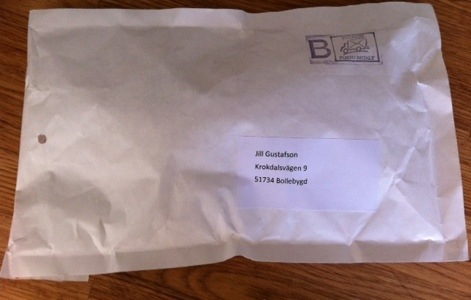 B
Jill Gustafson
Krokdalsvägen 9
51734 Bollebygd